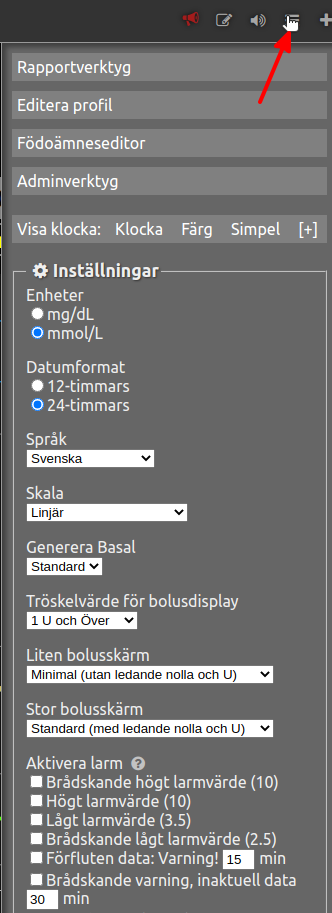 Rapportverktyg
Editera profil
Födoämneseditor
Adminverktyg
Visa klocka: Klocka Färg Simpel [+]
Inställningar
Enheter
mg/dL
mmol/L
Datumformat
12-timmars
24-timmars
Språk
Svenska
Skala
Linjär
Generera Basal
Standard
Tröskelvärde för bolusdisplay
1 U och Över
Liten bolusskärm
Minimal (utan ledande nolla och U)
Stor bolusskärm
Standard (med ledande nolla och U)
Aktivera larm ?
Brådskande högt larmvärde (10)
Högt larmvärde (10)
Lågt larmvärde (3.5)
Brådskande lågt larmvärde (2.5)
Förfluten data: Varning! 15 min
Brådskande varning, inaktuell data
30 min